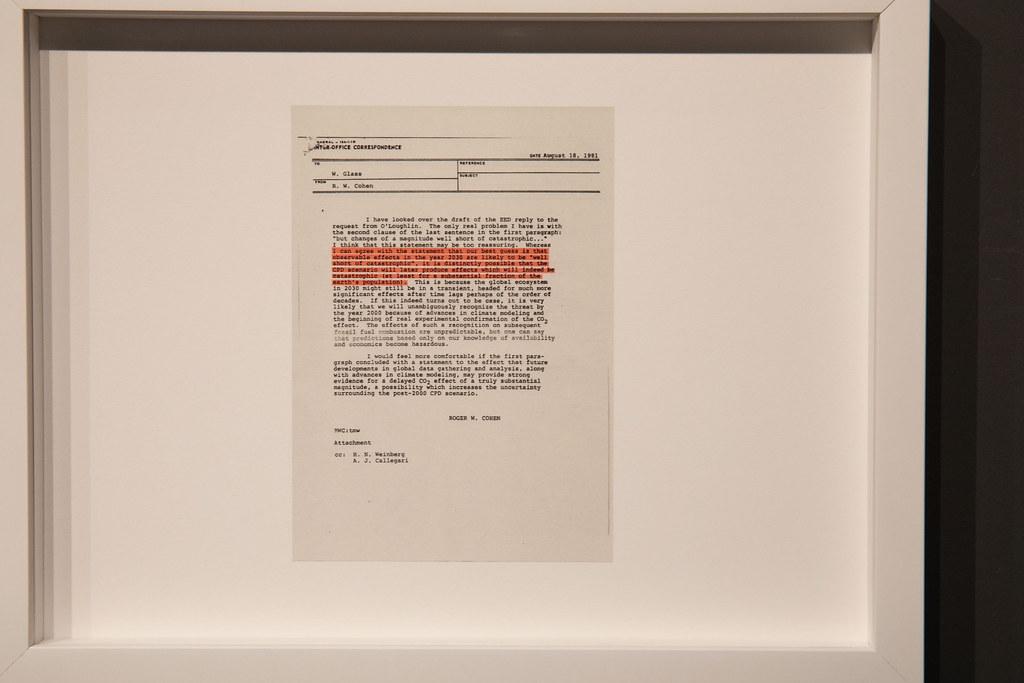 INTER-OFFICE CORRESPONDENCE
DATE August 18, 1981
TO
REFERENCE
W. Glass
FROM
SUBJECT
R. W. Cohen
I have looked over the draft of the EED reply to the
request from O'Loughlin. The only real problem I have is with
the second clause of the last sentence in the first paragraph:
"but changes of a magnitude well short of catastrophic..."
I think that this statement may be too reassuring. Whereas
I can agree with the statement that our best guess is that
observable effects in the year 2030 are likely to be "well
short of catastrophic", it is distinctly possible that the
CPD scenario will later produce effects which will indeed be
catastrophic (at least for a substantial fraction of the
earth's population). This is because the global ecosystem
in 2030 might still be in a transient, headed for much more
significant effects after time lags perhaps of the order of
decades. If this indeed turns out to be case, it is very
likely that we will unambiguously recognize the threat by
the year 2000 because of advances in climate modeling and
the beginning of real experimental confirmation of the CO2
effect. The effects of such a recognition on subsequent
fossil fuel combustion are unpredictable, but one can say
that predictions based only on our knowledge of availability
and economics become hazardous.
I would feel more comfortable if the first para-
graph concluded with a statement to the effect that future
developments in global data gathering and analysis, along
with advances in climate modeling, may provide strong
evidence for a delayed CO2 effect of a truly substantial
magnitude, a possibility which increases the uncertainty
surrounding the post-2000 CPD scenario.
ROGER W. COHEN
RWC:tmw
Attachment
cc: H. N. Weinberg
A. J. Callegari